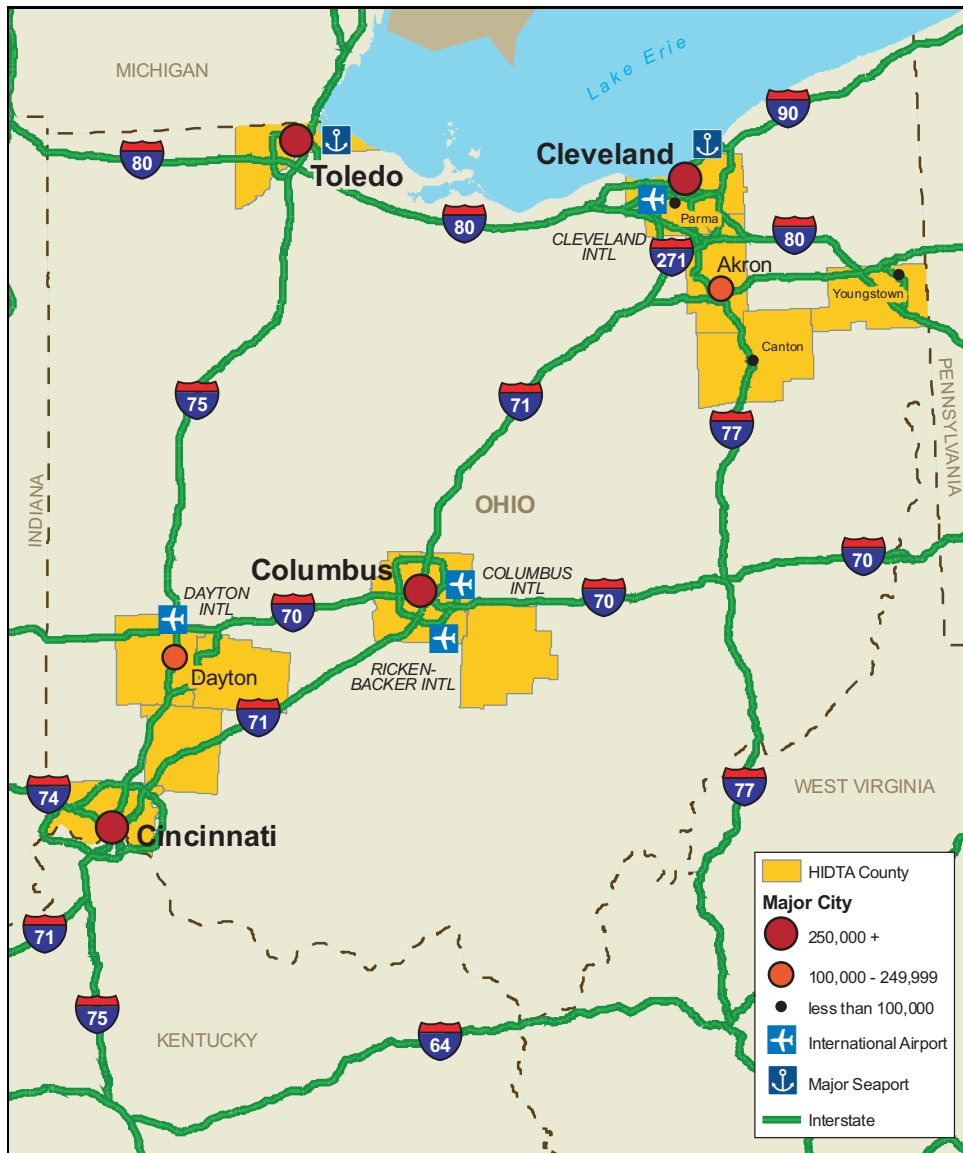 MICHIGAN
Lake Erie
90
Cleveland
80
Toledo
Parma
80
CLEVELAND
INTL
80
271
Akron
Youngstown
Canton
75
71
77
PENNSYLVANIA
INDIANA
OHIO
70
Columbus
COLUMBUS
INTL
DAYTON
INTL
70
70
RICKEN-
BACKER INTL
Dayton
71
74
77
WEST VIRGINIA
Cincinnati
71
75
KENTUCKY
64
HIDTA County
Major City
250,000 +
100,000 - 249,999
less than 100,000
International Airport
Major Seaport
Interstate